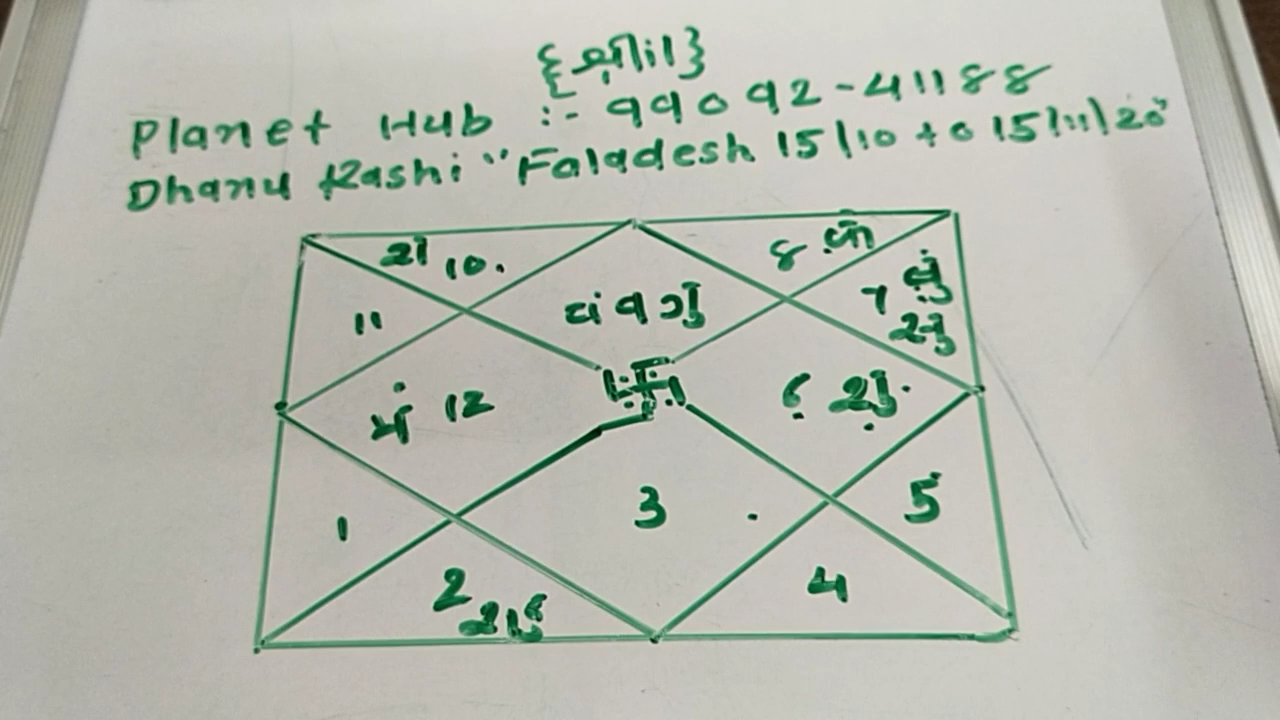 Planet Hub :- 99092-41188
Dhanu Rashi "Faladesh 15/10 to 15/11/20
શ 10.
8 કે
11
ચં 9 ગુ
7 બુ
સુ
મં 12
6 શુ.
1
3
5
2
રાહુ
4